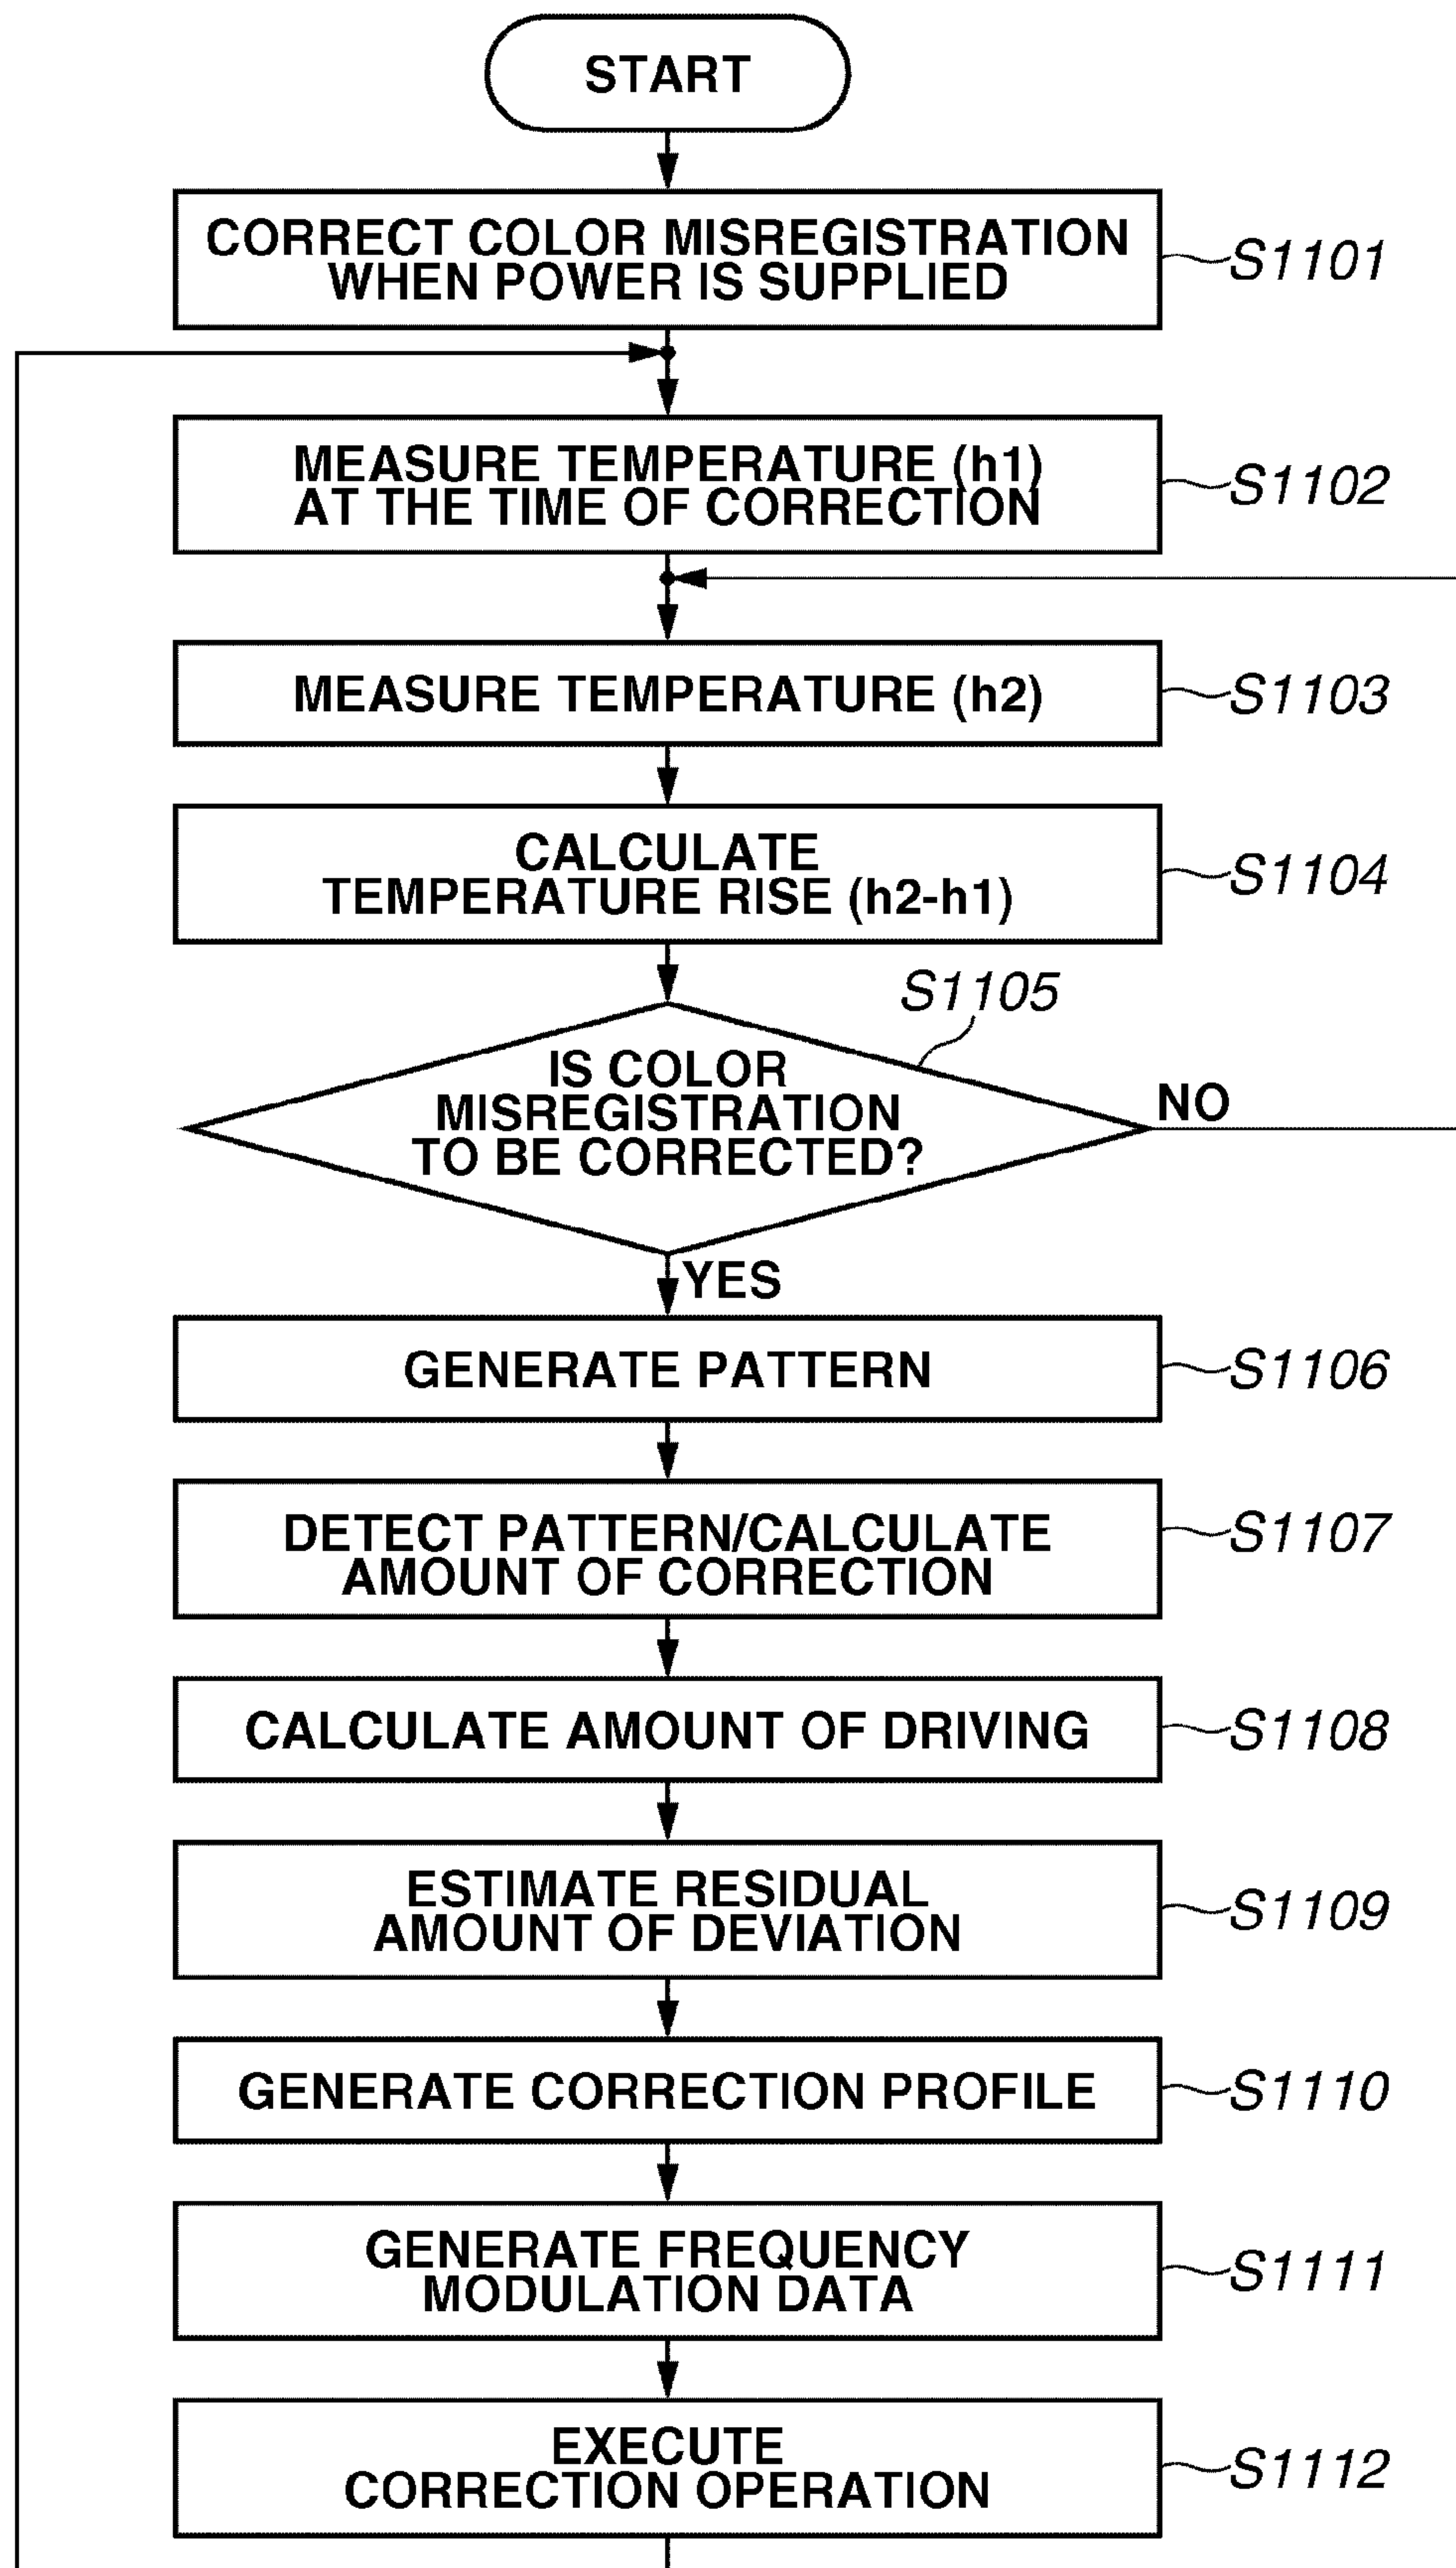 START
CORRECT COLOR MISREGISTRATION
WHEN POWER IS SUPPLIED
S1101
MEASURE TEMPERATURE (h1)
AT THE TIME OF CORRECTION
S1102
MEASURE TEMPERATURE (h2)
S1103
CALCULATE
TEMPERATURE RISE (h2-h1)
S1104
S1105
IS COLOR
MISREGISTRATION
TO BE CORRECTED?
NO
YES
GENERATE PATTERN
S1106
DETECT PATTERN/CALCULATE
AMOUNT OF CORRECTION
S1107
CALCULATE AMOUNT OF DRIVING
S1108
ESTIMATE RESIDUAL
AMOUNT OF DEVIATION
S1109
GENERATE CORRECTION PROFILE
S1110
GENERATE FREQUENCY
MODULATION DATA
S1111
EXECUTE
CORRECTION OPERATION
S1112